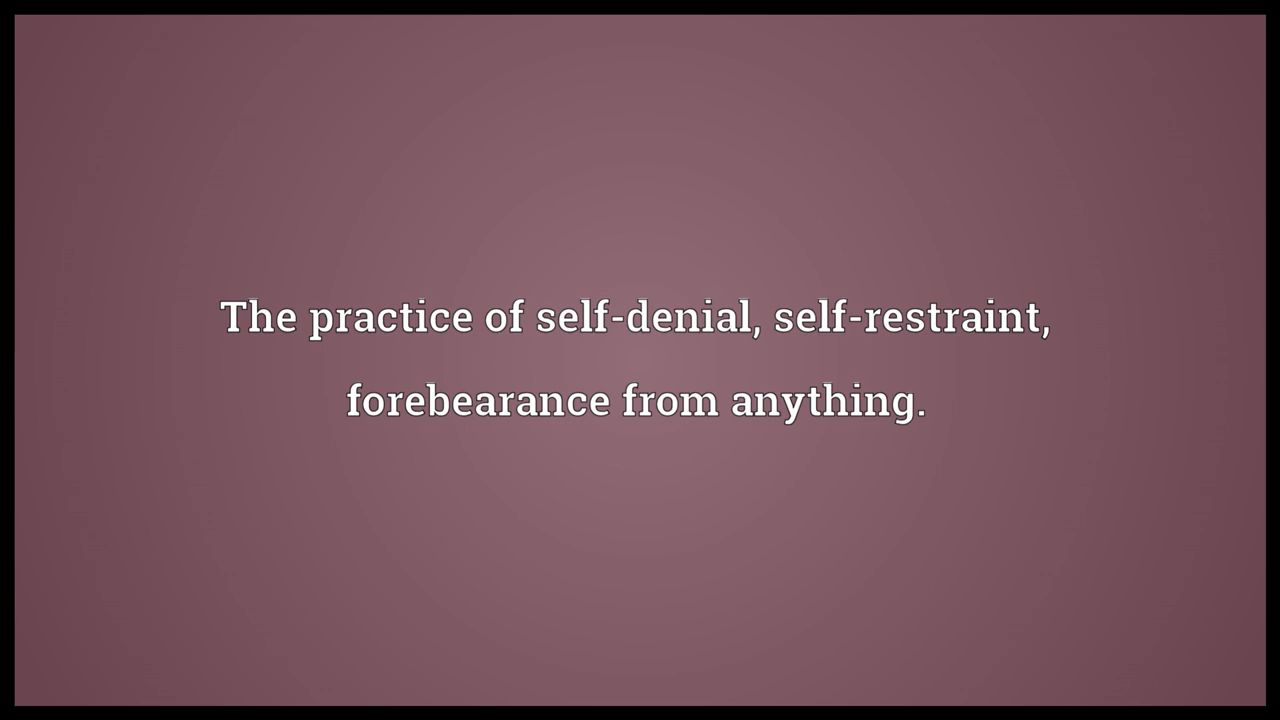 The practice of self-denial, self-restraint,
forebearance from anything.